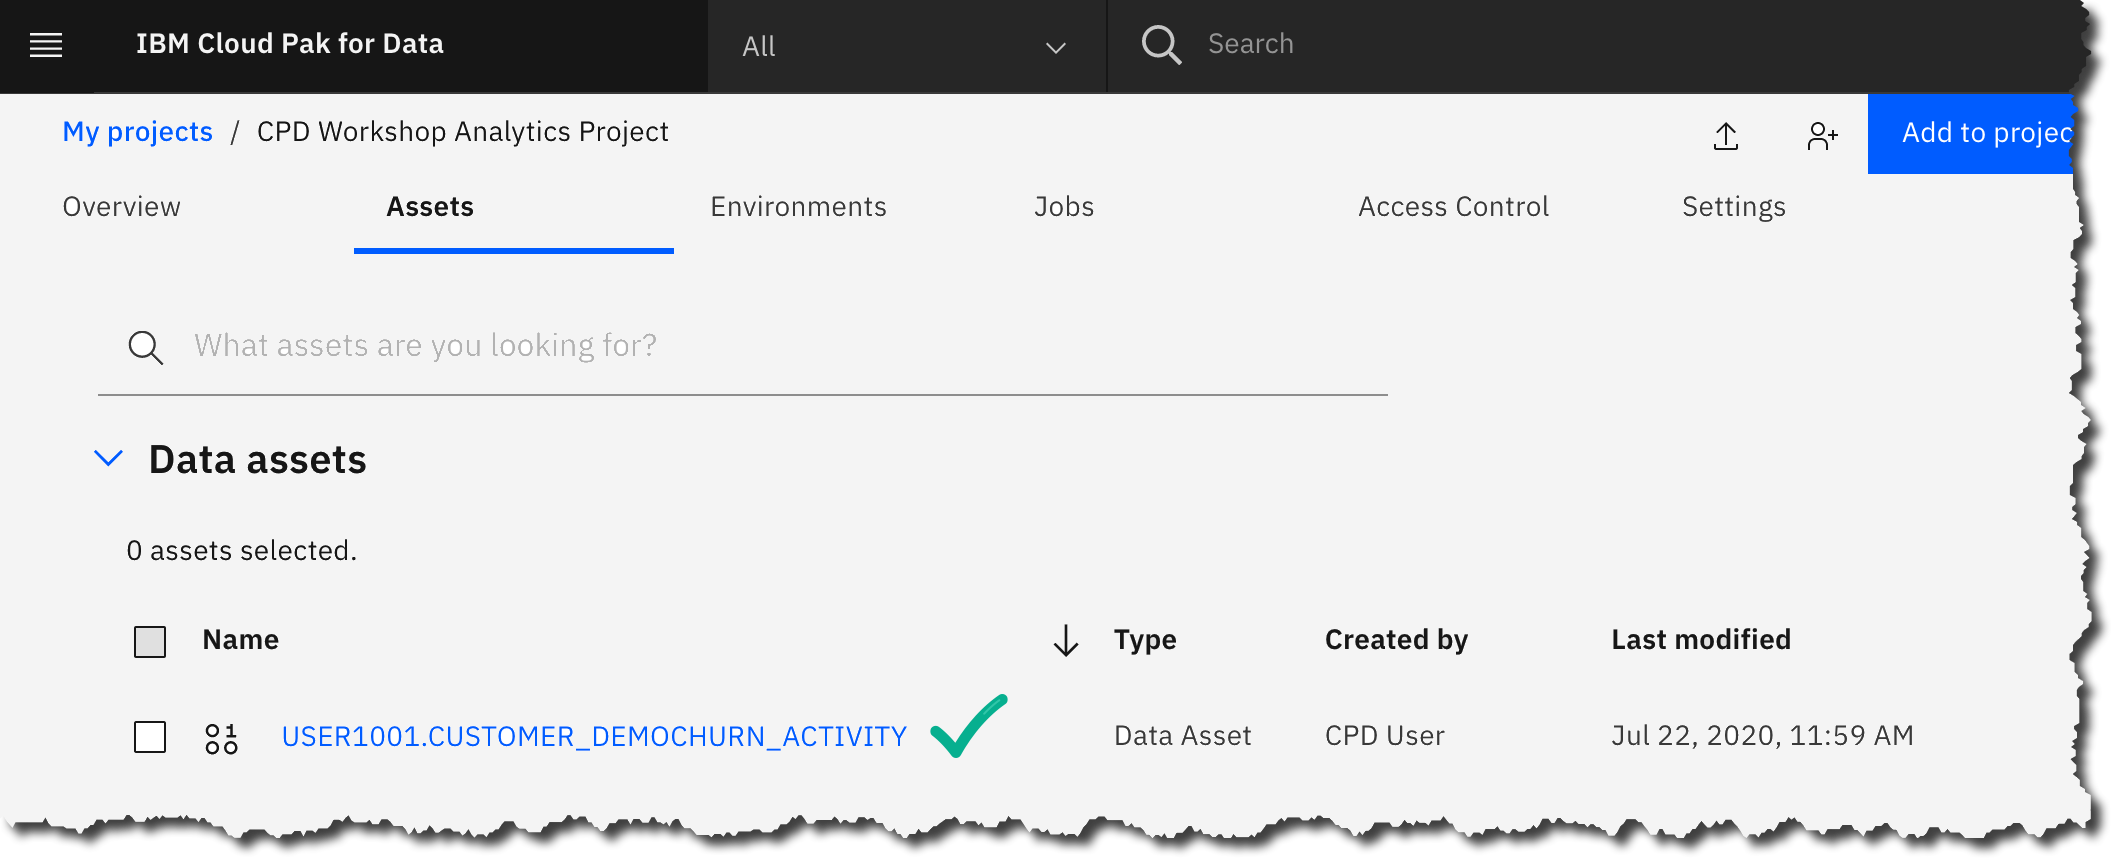 IBM Cloud Pak for Data All Search
My projects / CPD Workshop Analytics Project Add to projec
Overview Assets Environments Jobs Access Control Settings
What assets are you looking for?
Data assets
0 assets selected.
Name Type Created by Last modified
USER1001.CUSTOMER_DEMOCHURN_ACTIVITY Data Asset CPD User Jul 22, 2020, 11:59 AM